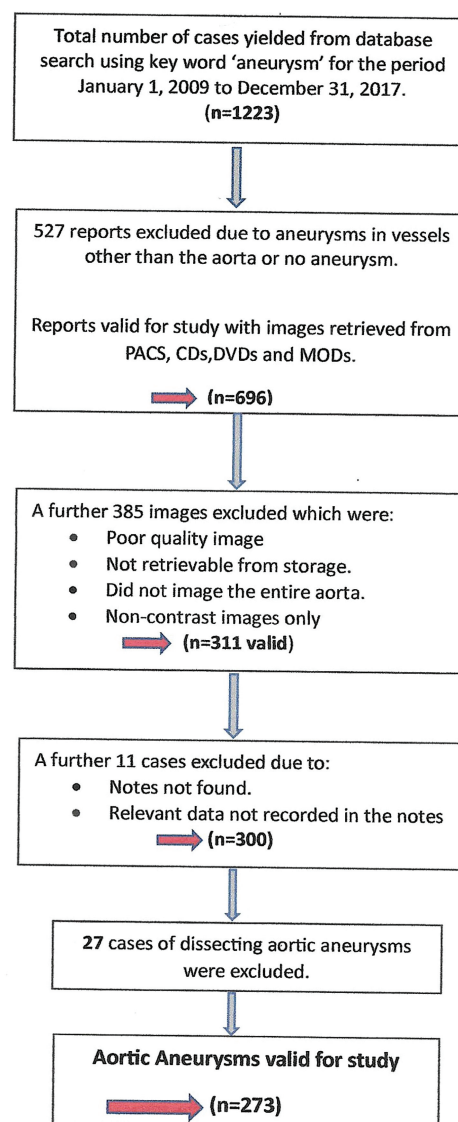 Total number of cases yielded from database
search using key word ‘aneurysm’ for the period
January 1, 2009 to December 31, 2017.
(n=1223)
527 reports excluded due to aneurysms in vessels
other than the aorta or no aneurysm.
Reports valid for study with images retrieved from
PACS, CDs,DVDs and MODs.
(n=696)
A further 385 images excluded which were:
• Poor quality image
• Not retrievable from storage.
• Did not image the entire aorta.
• Non-contrast images only
(n=311 valid)
A further 11 cases excluded due to:
• Notes not found.
• Relevant data not recorded in the notes
(n=300)
27 cases of dissecting aortic aneurysms
were excluded.
Aortic Aneurysms valid for study
(n=273)